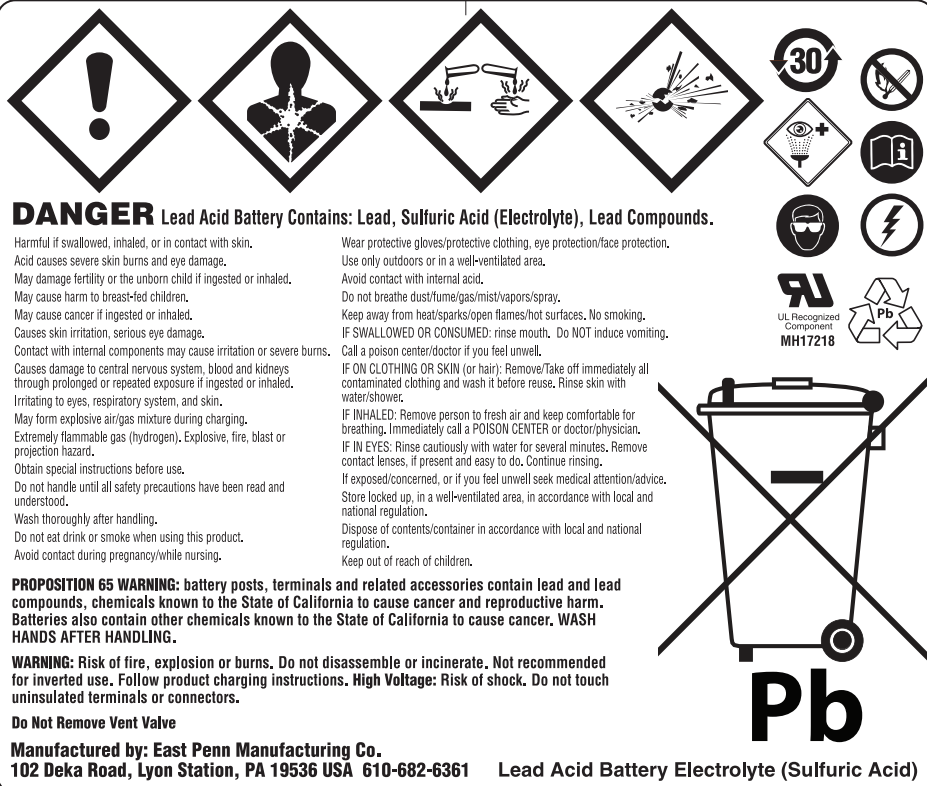 30
DANGER Lead Acid Battery Contains: Lead, Sulfuric Acid (Electrolyte), Lead Compounds.
Harmful if swallowed, inhaled, or in contact with skin.
Acid causes severe skin burns and eye damage.
May damage fertility or the unborn child if ingested or inhaled.
May cause harm to breast-fed children.
May cause cancer if ingested or inhaled.
Causes skin irritation, serious eye damage.
Contact with internal components may cause irritation or severe burns.
Causes damage to central nervous system, blood and kidneys
through prolonged or repeated exposure if ingested or inhaled.
Irritating to eyes, respiratory system, and skin.
May form explosive air/gas mixture during charging.
Extremely flammable gas (hydrogen). Explosive, fire, blast or
projection hazard.
Obtain special instructions before use.
Do not handle until all safety precautions have been read and
understood.
Wash thoroughly after handling.
Do not eat drink or smoke when using this product.
Avoid contact during pregnancy/while nursing.
Wear protective gloves/protective clothing, eye protection/face protection.
Use only outdoors or in a well-ventilated area.
Avoid contact with internal acid.
Do not breathe dust/fume/gas/mist/vapors/spray.
Keep away from heat/sparks/open flames/hot surfaces. No smoking.
IF SWALLOWED OR CONSUMED: rinse mouth. Do NOT induce vomiting.
Call a poison center/doctor if you feel unwell.
IF ON CLOTHING OR SKIN (or hair): Remove/Take off immediately all
contaminated clothing and wash it before reuse. Rinse skin with
water/shower.
IF INHALED: Remove person to fresh air and keep comfortable for
breathing. Immediately call a POISON CENTER or doctor/physician.
IF IN EYES: Rinse cautiously with water for several minutes. Remove
contact lenses, if present and easy to do. Continue rinsing.
If exposed/concerned, or if you feel unwell seek medical attention/advice.
Store locked up, in a well-ventilated area, in accordance with local and
national regulation.
Dispose of contents/container in accordance with local and national
regulation.
Keep out of reach of children.
i
UL Recognized
Component
MH17218
Pb
PROPOSITION 65 WARNING: battery posts, terminals and related accessories contain lead and lead
compounds, chemicals known to the State of California to cause cancer and reproductive harm.
Batteries also contain other chemicals known to the State of California to cause cancer. WASH
HANDS AFTER HANDLING.
WARNING: Risk of fire, explosion or burns. Do not disassemble or incinerate. Not recommended
for inverted use. Follow product charging instructions. High Voltage: Risk of shock. Do not touch
uninsulated terminals or connectors.
Do Not Remove Vent Valve
Manufactured by: East Penn Manufacturing Co.
102 Deka Road, Lyon Station, PA 19536 USA 610-682-6361
Pb
Lead Acid Battery Electrolyte (Sulfuric Acid)